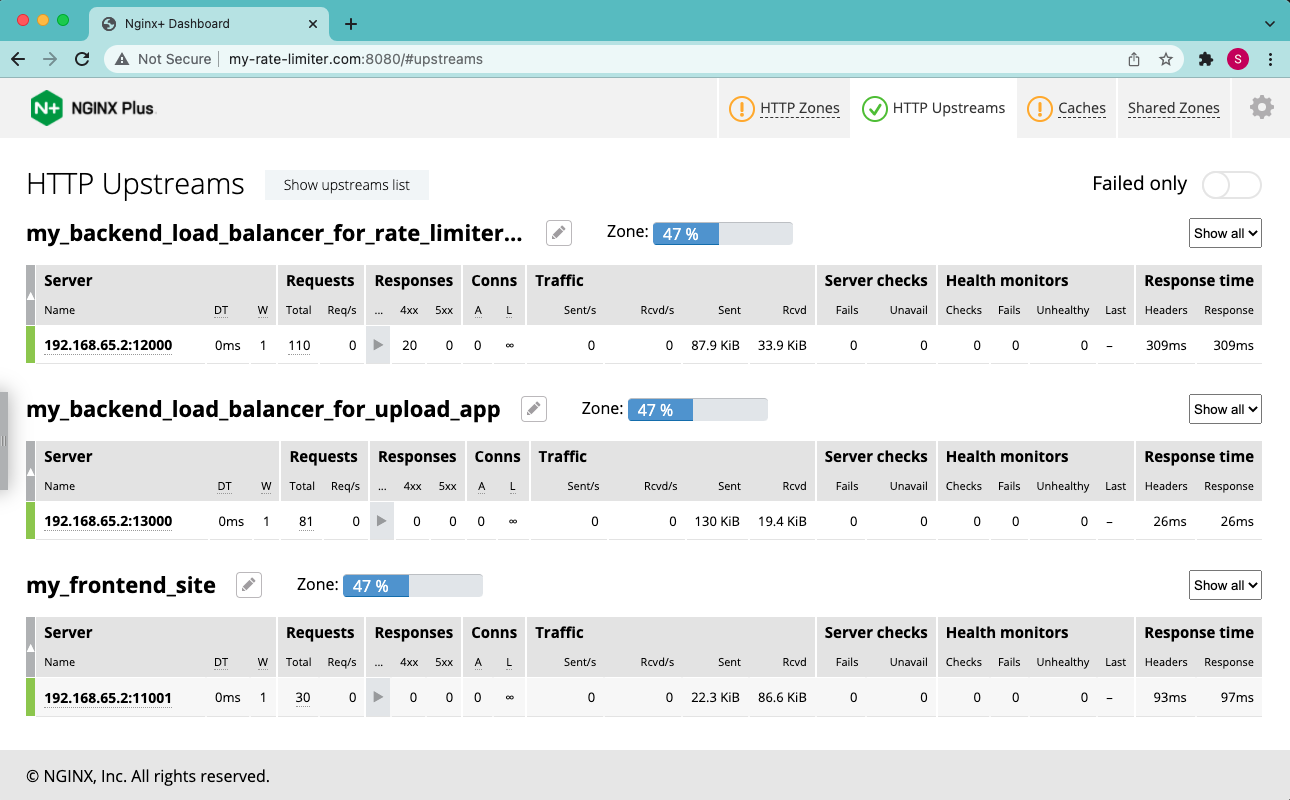 Nginx+ Dashboard
Not Secure my-rate-limiter.com:8080/#upstreams S
N+ NGINX Plus HTTP Zones HTTP Upstreams Caches Shared Zones
HTTP Upstreams Show upstreams list Failed only
my_backend_load_balancer_for_rate_limiter... Zone: 47 % Show all
Server Requests Responses Conns Traffic Server checks Health monitors Response time
Name DT W Total Req/s ... 4xx 5xx A L Sent/s Rcvd/s Sent Rcvd Fails Unavail Checks Fails Unhealthy Last Headers Response
192.168.65.2:12000 0ms 1 110 0 20 0 0 ∞ 0 0 87.9 KiB 33.9 KiB 0 0 0 0 0 – 309ms 309ms
my_backend_load_balancer_for_upload_app Zone: 47 % Show all
Server Requests Responses Conns Traffic Server checks Health monitors Response time
Name DT W Total Req/s ... 4xx 5xx A L Sent/s Rcvd/s Sent Rcvd Fails Unavail Checks Fails Unhealthy Last Headers Response
192.168.65.2:13000 0ms 1 81 0 0 0 0 ∞ 0 0 130 KiB 19.4 KiB 0 0 0 0 0 – 26ms 26ms
my_frontend_site Zone: 47 % Show all
Server Requests Responses Conns Traffic Server checks Health monitors Response time
Name DT W Total Req/s ... 4xx 5xx A L Sent/s Rcvd/s Sent Rcvd Fails Unavail Checks Fails Unhealthy Last Headers Response
192.168.65.2:11001 0ms 1 30 0 0 0 0 ∞ 0 0 22.3 KiB 86.6 KiB 0 0 0 0 0 – 93ms 97ms
© NGINX, Inc. All rights reserved.